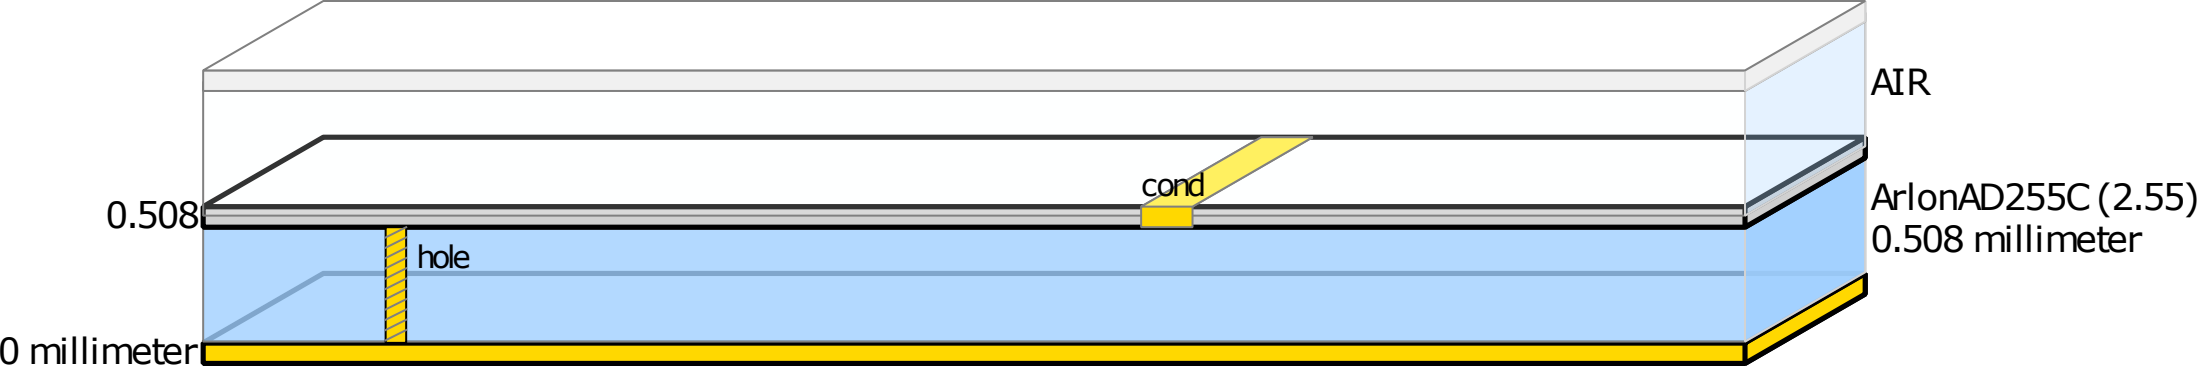 AIR
cond
ArlonAD255C (2.55)
0.508
0.508 millimeter
hole
0 millimeter